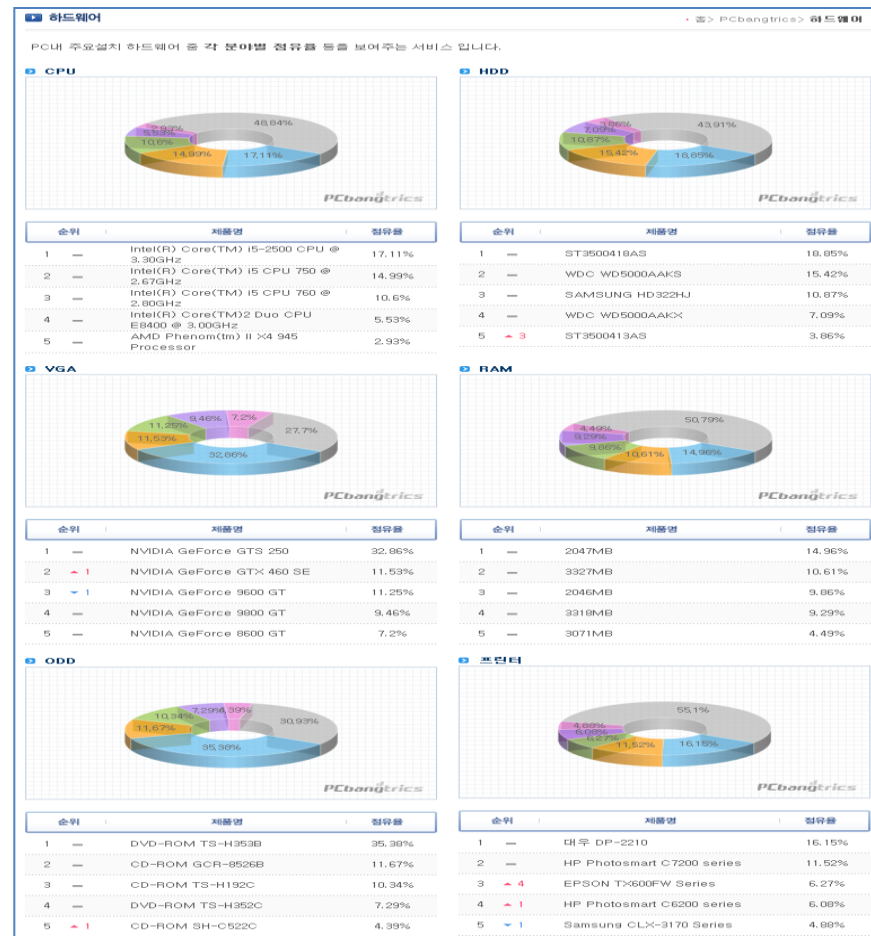 하드웨어
홈> PCbangtrics> 하드웨어
PC내 주요설치 하드웨어 중 각 분야별 점유율 등을 보여주는 서비스 입니다.
CPU
48,84%
2,93%
5,53%
10,6%
14,99%
17,11%
PCbangtrics
순위 제품명 점유율
1 Intel(R) Core(TM) i5-2500 CPU @ 3.30GHz 17.11%
2 Intel(R) Core(TM) i5 CPU 750 @ 2.67GHz 14.99%
3 Intel(R) Core(TM) i5 CPU 760 @ 2.80GHz 10.6%
4 Intel(R) Core(TM)2 Duo CPU E8400 @ 3.00GHz 5.53%
5 AMD Phenom(tm) II X4 945 Processor 2.93%
HDD
43,91%
3,86%
7,09%
10,87%
15,42%
18,85%
PCbangtrics
순위 제품명 점유율
1 ST3500418AS 18.85%
2 WDC WD5000AAKS 15.42%
3 SAMSUNG HD322HJ 10.87%
4 WDC WD5000AAKX 7.09%
5 3 ST3500413AS 3.86%
VGA
9,46%
7,2%
11,25%
27,7%
11,53%
32,86%
PCbangtrics
순위 제품명 점유율
1 NVIDIA GeForce GTS 250 32.86%
2 1 NVIDIA GeForce GTX 460 SE 11.53%
3 1 NVIDIA GeForce 9600 GT 11.25%
4 NVIDIA GeForce 9800 GT 9.46%
5 NVIDIA GeForce 8600 GT 7.2%
RAM
50,79%
4,49%
9,29%
9,86%
10,61%
14,96%
PCbangtrics
순위 제품명 점유율
1 2047MB 14.96%
2 3327MB 10.61%
3 2046MB 9.86%
4 3318MB 9.29%
5 3071MB 4.49%
ODD
7,29%
4,39%
10,34%
30,93%
11,67%
35,38%
PCbangtrics
순위 제품명 점유율
1 DVD-ROM TS-H353B 35.38%
2 CD-ROM GCR-8526B 11.67%
3 CD-ROM TS-H192C 10.34%
4 DVD-ROM TS-H352C 7.29%
5 1 CD-ROM SH-C522C 4.39%
프린터
55,1%
4,88%
6,08%
6,27%
11,52%
16,15%
PCbangtrics
순위 제품명 점유율
1 대우 DP-2210 16.15%
2 HP Photosmart C7200 series 11.52%
3 4 EPSON TX600FW Series 6.27%
4 1 HP Photosmart C6200 series 6.08%
5 1 Samsung CLX-3170 Series 4.88%